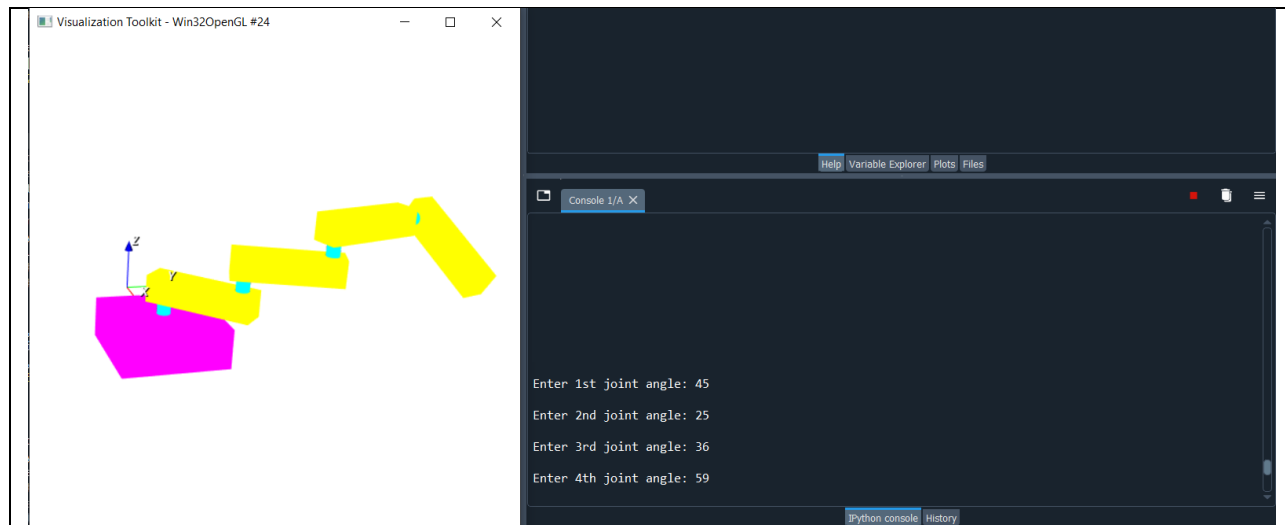 Visualization Toolkit - Win32OpenGL #24
Z
Y
X
Help Variable Explorer Plots Files
Console 1/A
Enter 1st joint angle: 45
Enter 2nd joint angle: 25
Enter 3rd joint angle: 36
Enter 4th joint angle: 59
IPython console History